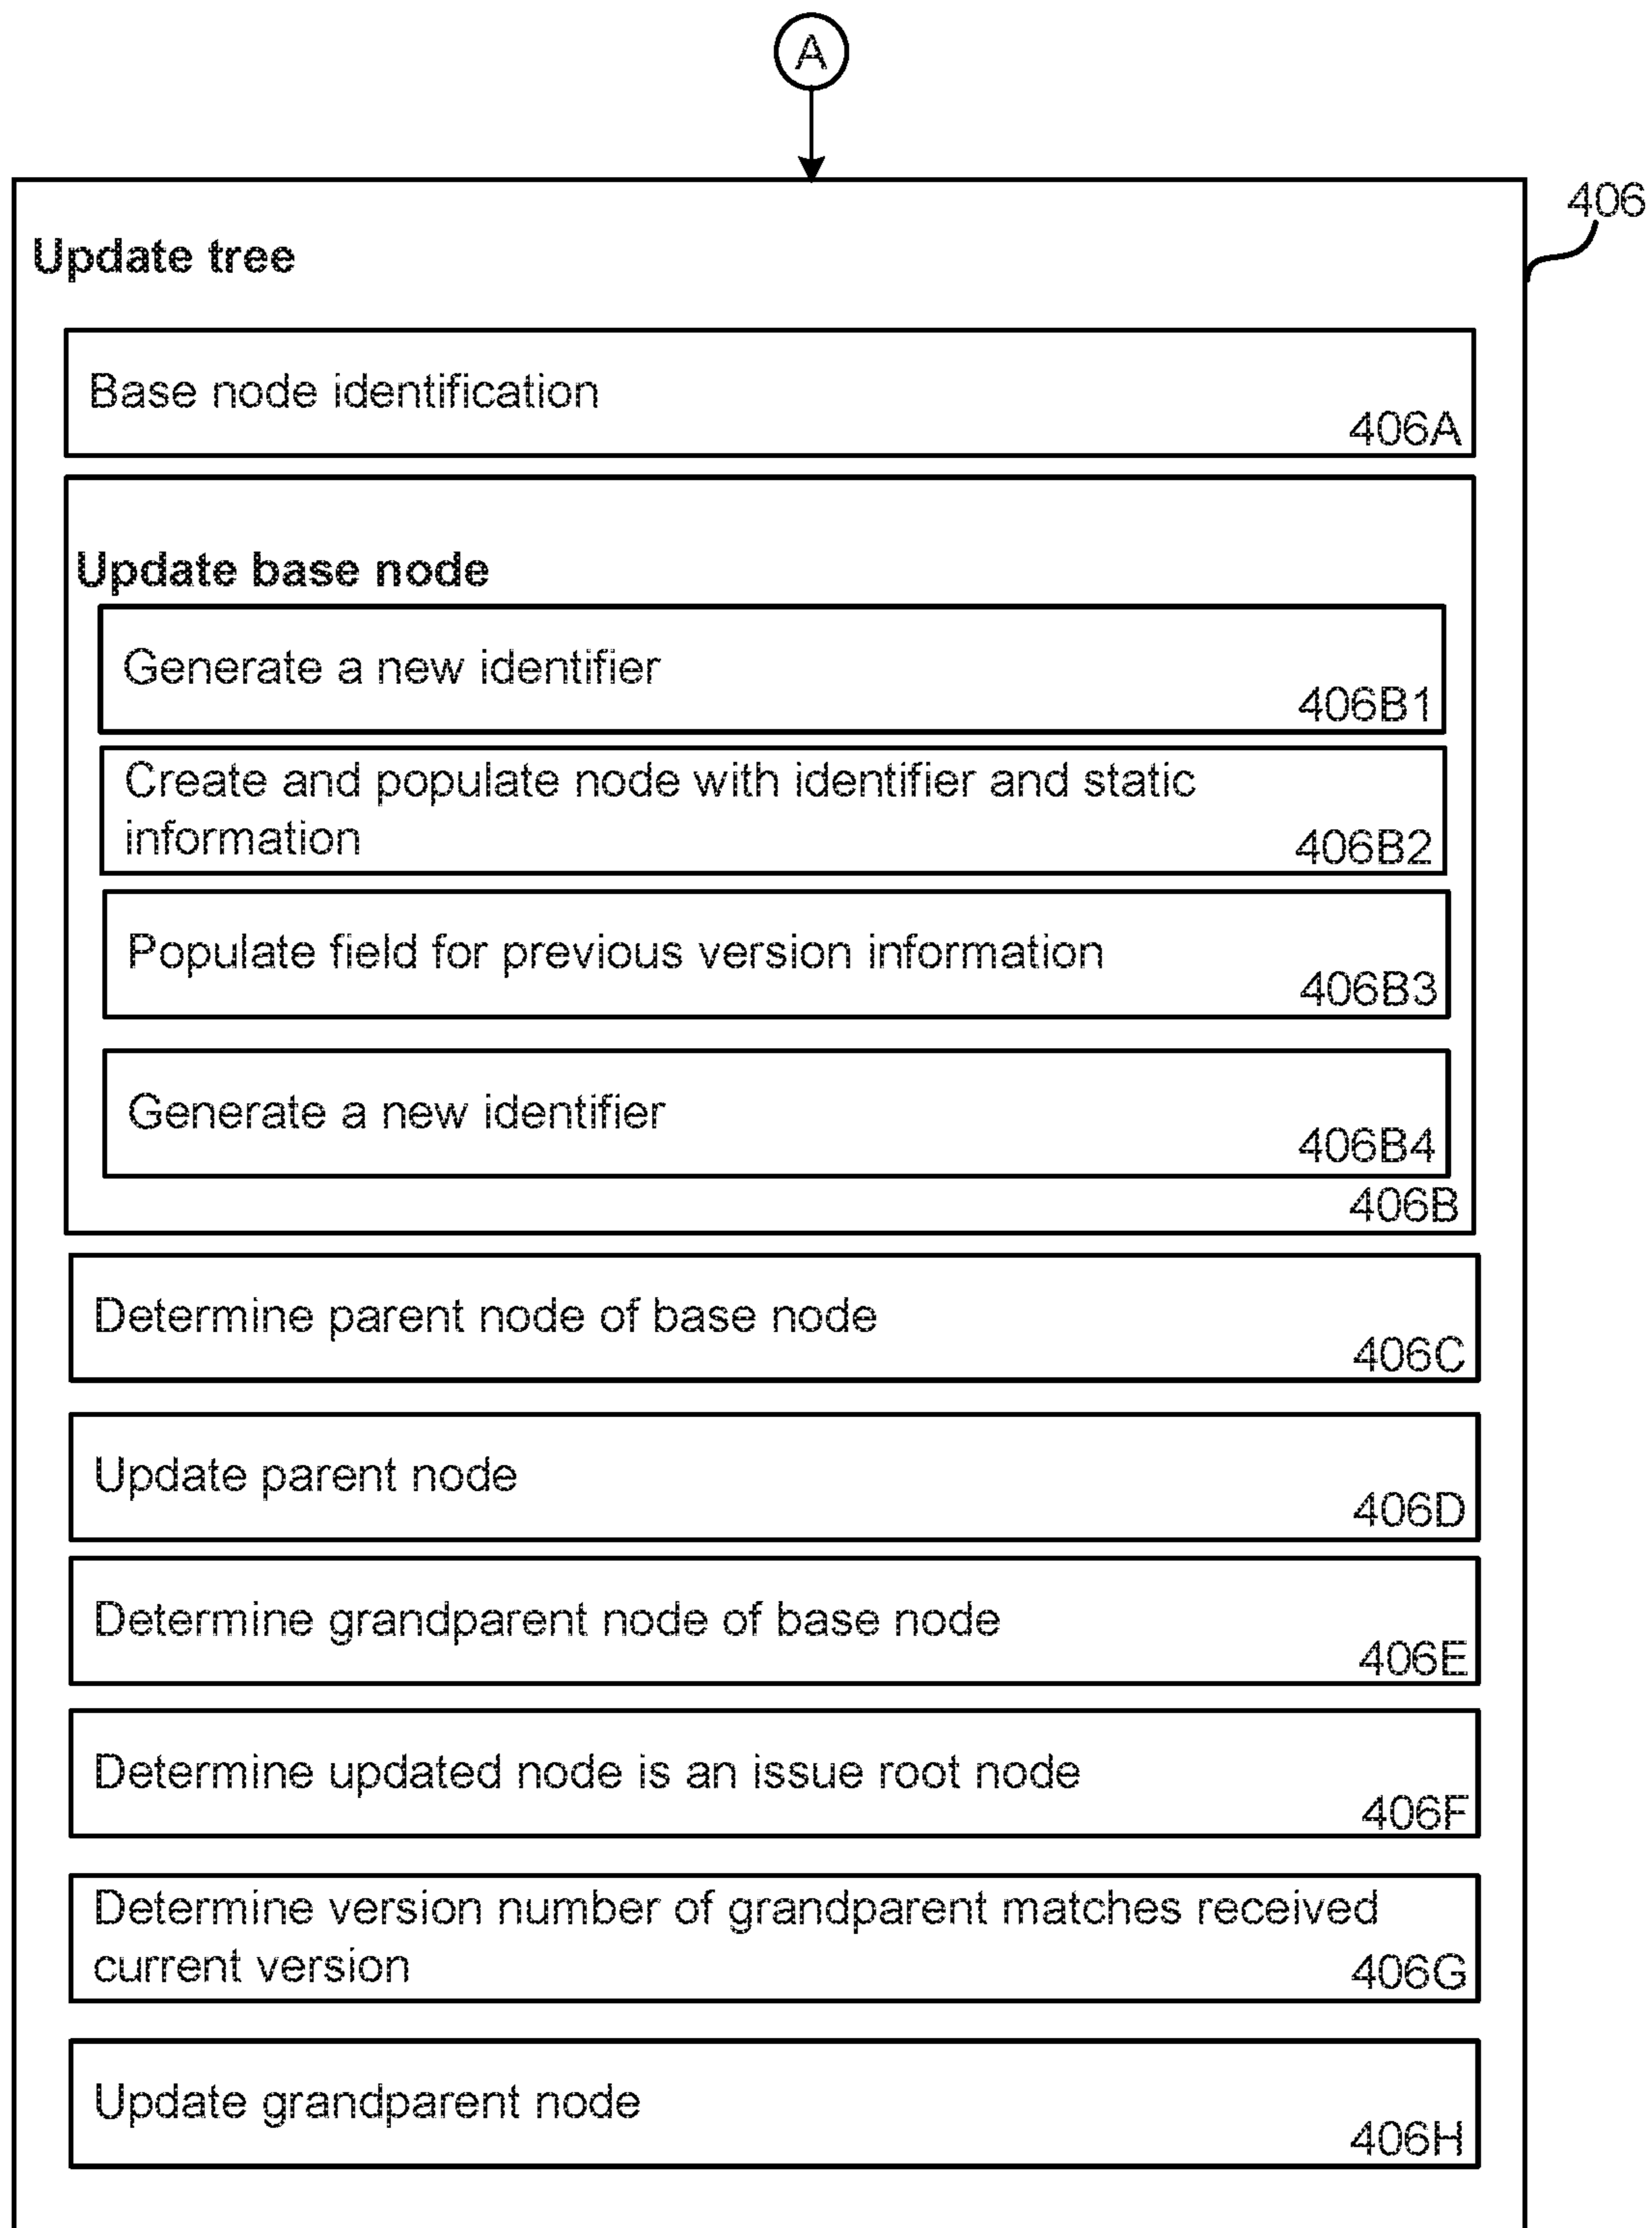 A
406
Update tree
Base node identification
406A
Update base node
Generate a new identifier
406B1
Create and populate node with identifier and static
information
406B2
Populate field for previous version information
406B3
Generate a new identifier
406B4
406B
Determine parent node of base node
406C
Update parent node
406D
Determine grandparent node of base node
406E
Determine updated node is an issue root node
406F
Determine version number of grandparent matches received
current version
406G
Update grandparent node
406H